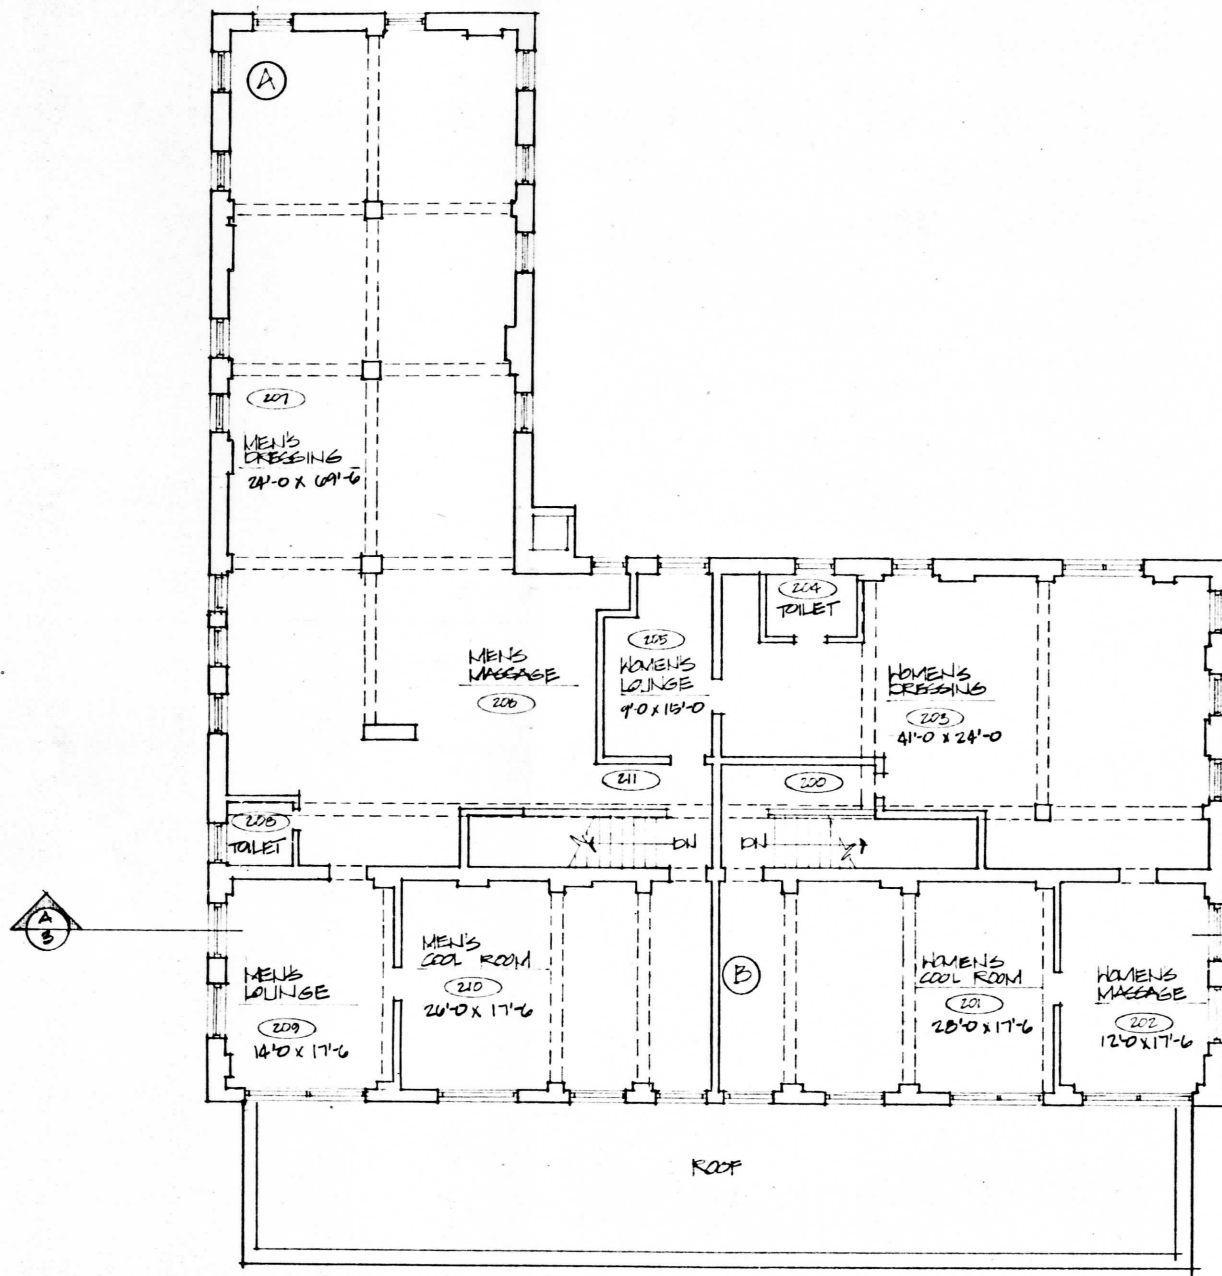 A
207
MEN'S
DRESSING
24'-0 X 69'-6
204
TOILET
205
WOMEN'S
LOUNGE
9'-0 X 15'-0
MEN'S
MASSAGE
206
WOMEN'S
DRESSING
203
41'-0 X 24'-0
211
200
208
TOILET
DN
DN
A
3
MEN'S
LOUNGE
209
14'-0 X 17'-6
MEN'S
COOL ROOM
210
26'-0 X 17'-6
B
WOMEN'S
COOL ROOM
201
28'-0 X 17'-6
WOMEN'S
MASSAGE
202
12'-0 X 17'-6
ROOF